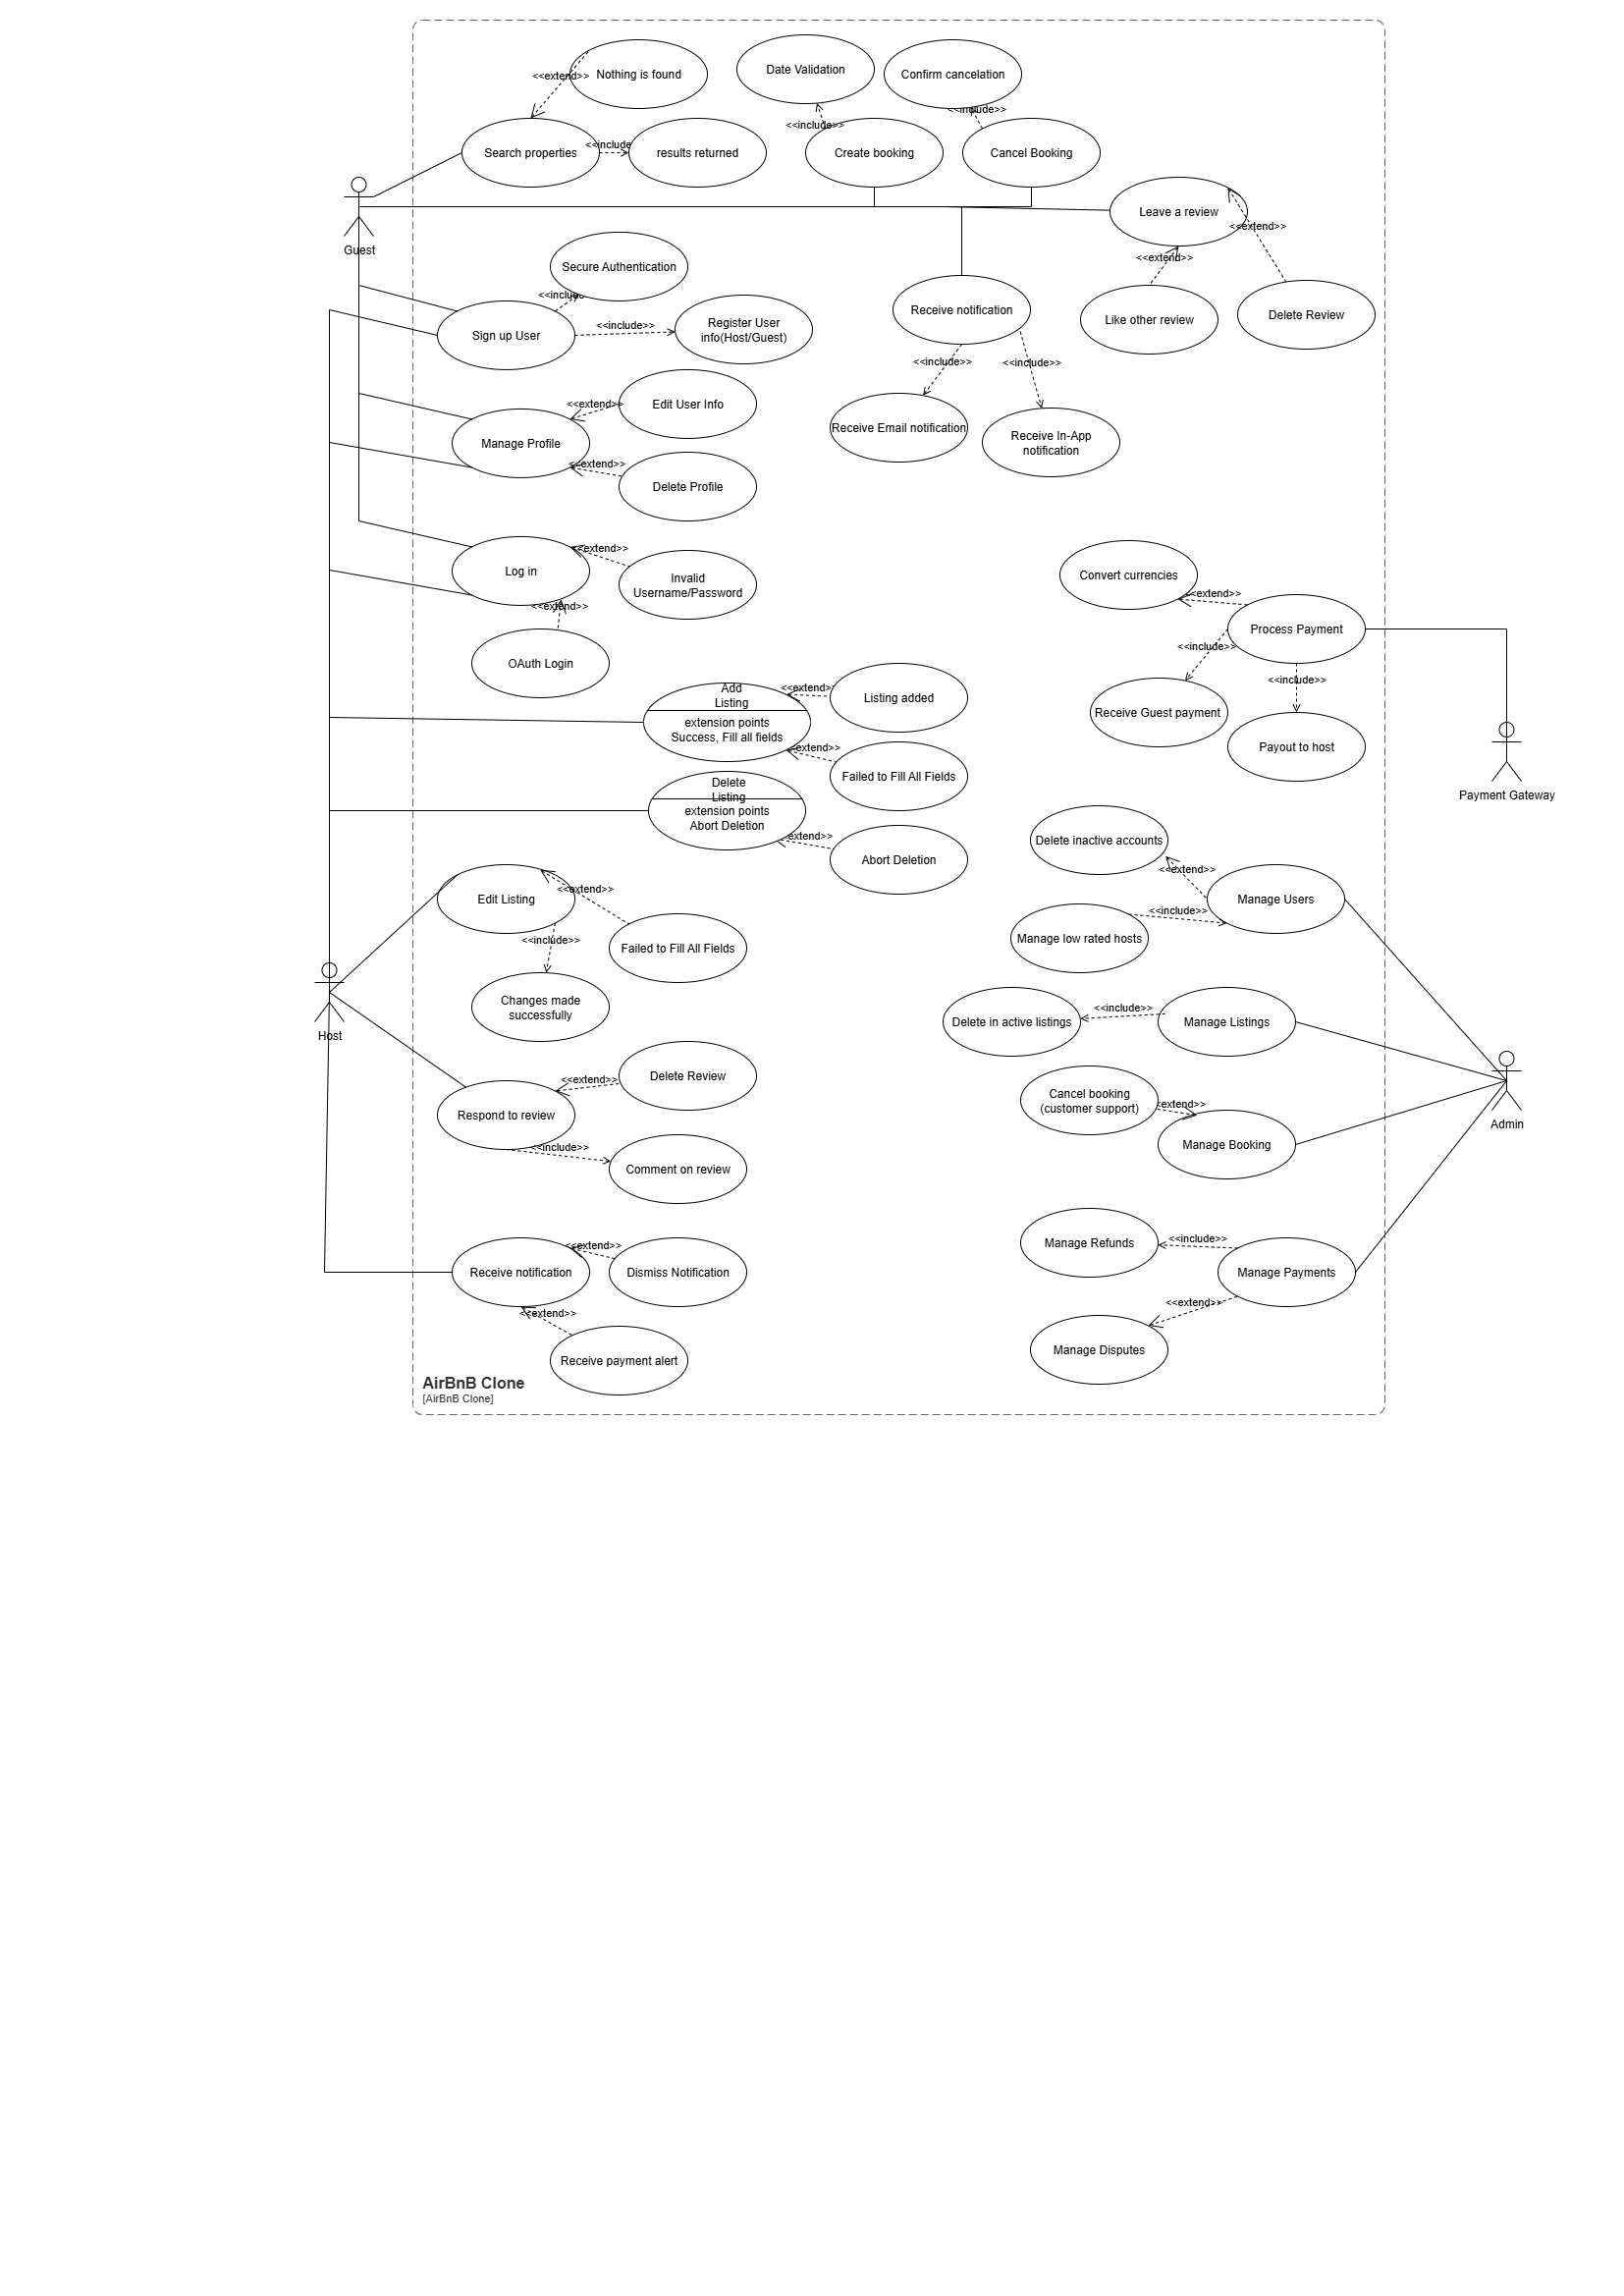 Nothing is found
<<extend>>
Date Validation
Confirm cancelation
<<include>>
<<include>>
Search properties
<<include
results returned
Create booking
Cancel Booking
Guest
Leave a review
<<extend>>
<<extend>>
Like other review
Delete Review
Secure Authentication
<<include
Sign up User
<<include>>
Register User
info(Host/Guest)
Receive notification
<<include>>
<<include>>
Receive Email notification
Receive In-App
notification
Manage Profile
<<extend>>
Edit User Info
<<extend>>
Delete Profile
Log in
<<extend>>
Invalid
Username/Password
<<extend>>
OAuth Login
Convert currencies
<<extend>>
Process Payment
<<include>>
<<include>>
Receive Guest payment
Payout to host
Payment Gateway
Add
Listing
extension points
Success, Fill all fields
<<extend>
Listing added
<<extend>>
Failed to Fill All Fields
Delete
Listing
extension points
Abort Deletion
extend>>
Abort Deletion
Delete inactive accounts
<<extend>>
Manage Users
<<include>>
Manage low rated hosts
Edit Listing
<<extend>>
Failed to Fill All Fields
<<include>>
Changes made
successfully
Host
Delete in active listings
<<include>>
Manage Listings
Cancel booking
(customer support)
extend>>
Manage Booking
Admin
Respond to review
<<extend>>
Delete Review
<<include>>
Comment on review
Manage Refunds
<<include>>
Manage Payments
<<extend>>
Manage Disputes
Receive notification
<<extend>>
Dismiss Notification
<<extend>>
Receive payment alert
AirBnB Clone
[AirBnB Clone]